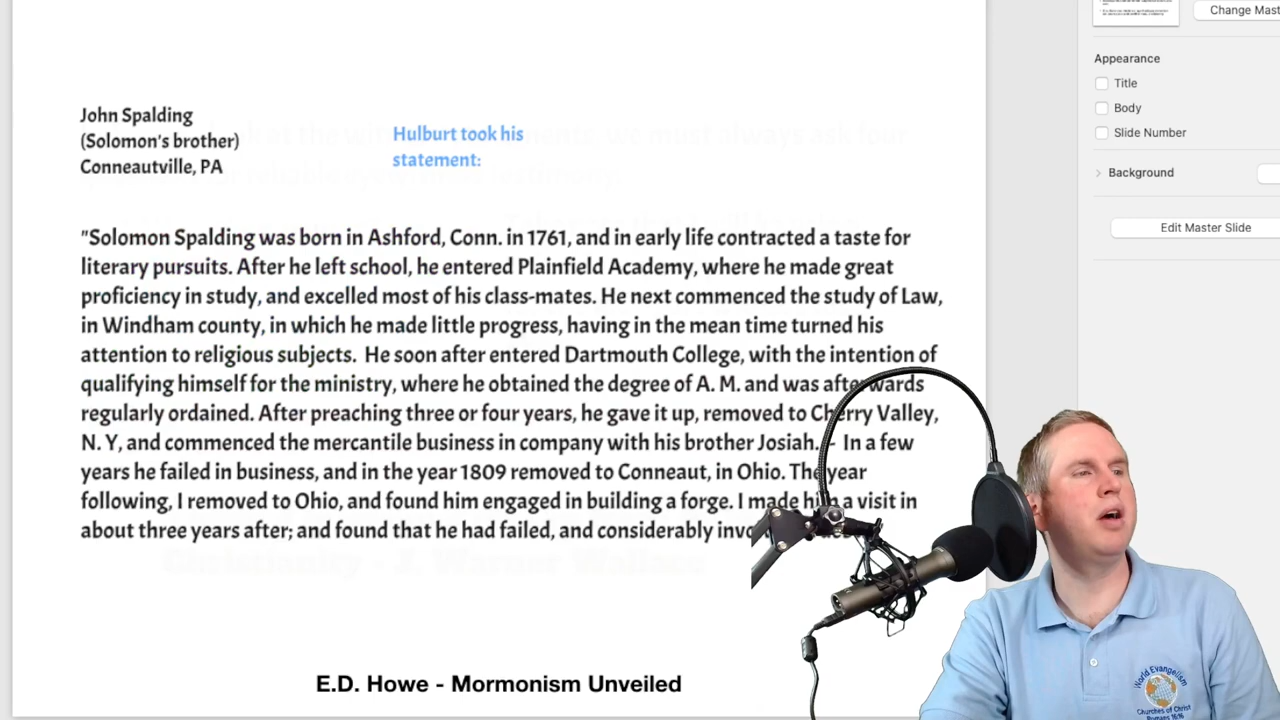 Change Mast
Appearance
Title
Body
Slide Number
Background
Edit Master Slide
John Spalding
(Solomon's brother)
Conneautville, PA
Hulburt took his
statement:
"Solomon Spalding was born in Ashford, Conn. in 1761, and in early life contracted a taste for
literary pursuits. After he left school, he entered Plainfield Academy, where he made great
proficiency in study, and excelled most of his class-mates. He next commenced the study of Law,
in Windham county, in which he made little progress, having in the mean time turned his
attention to religious subjects. He soon after entered Dartmouth College, with the intention of
qualifying himself for the ministry, where he obtained the degree of A. M. and was afterwards
regularly ordained. After preaching three or four years, he gave it up, removed to Cherry Valley,
N. Y, and commenced the mercantile business in company with his brother Josiah. - In a few
years he failed in business, and in the year 1809 removed to Conneaut, in Ohio. The year
following, I removed to Ohio, and found him engaged in building a forge. I made him a visit in
about three years after; and found that he had failed, and considerably
Christianity - J. Warner Wallace
E.D. Howe - Mormonism Unveiled
World Evangelism
Churches of Christ
Romans 16:16